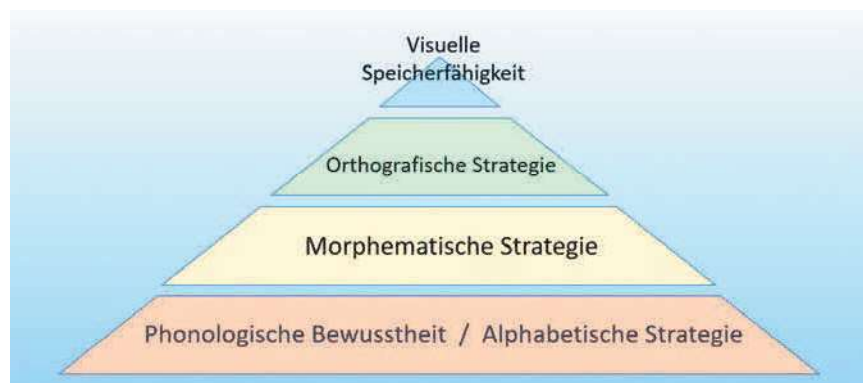 Visuelle
Speicherfähigkeit
Orthografische Strategie
Morphematische Strategie
Phonologische Bewusstheit / Alphabetische Strategie